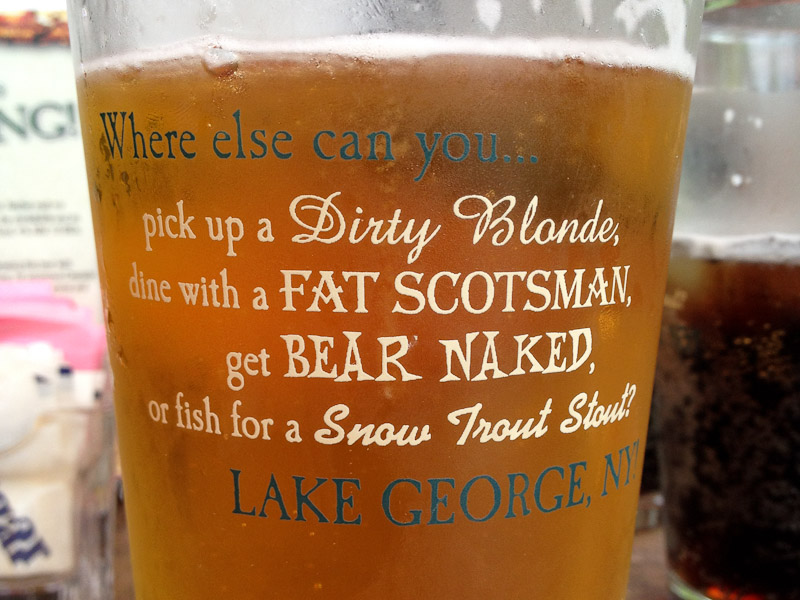 Where else can you...
pick up a Dirty Blonde,
dine with a FAT SCOTSMAN,
get BEAR NAKED,
or fish for a Snow Trout Stout?
LAKE GEORGE, NY!